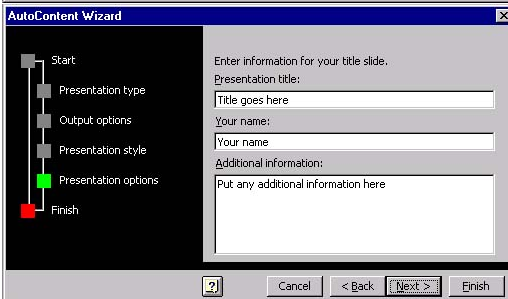 AutoContent Wizard
Start
Presentation type
Output options
Presentation style
Presentation options
Finish
Enter information for your title slide.
Presentation title:
Title goes here
Your name:
Your name
Additional information:
Put any additional information here
? Cancel < Back Next > Finish